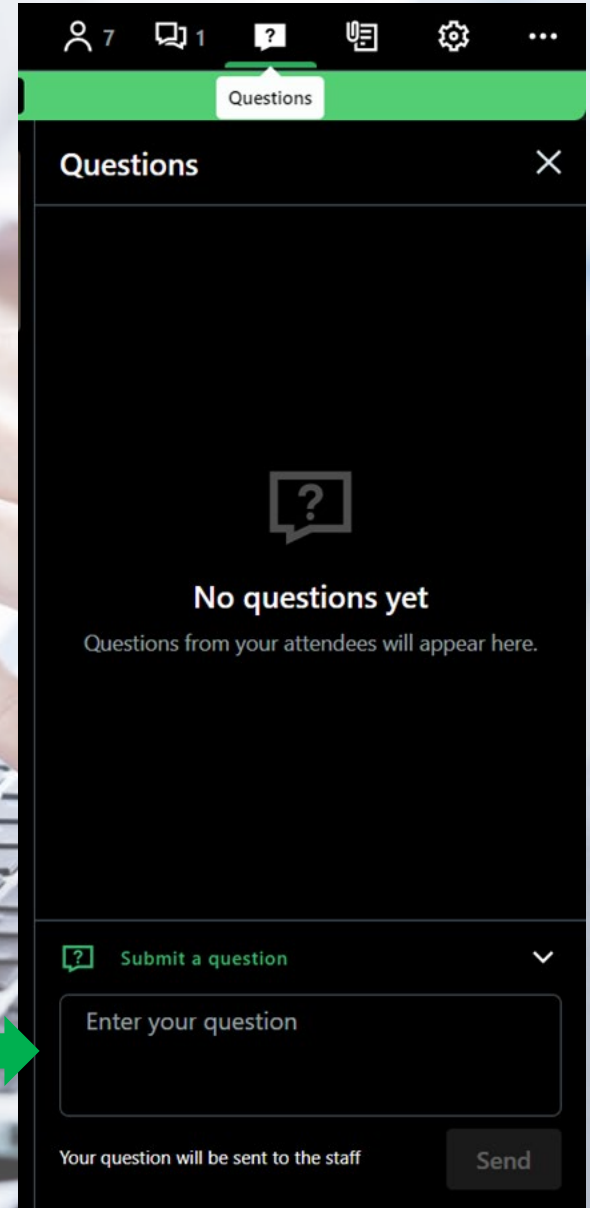 7
1
?
Questions
Questions
?
No questions yet
Questions from your attendees will appear here.
? Submit a question
Enter your question
Your question will be sent to the staff
Send